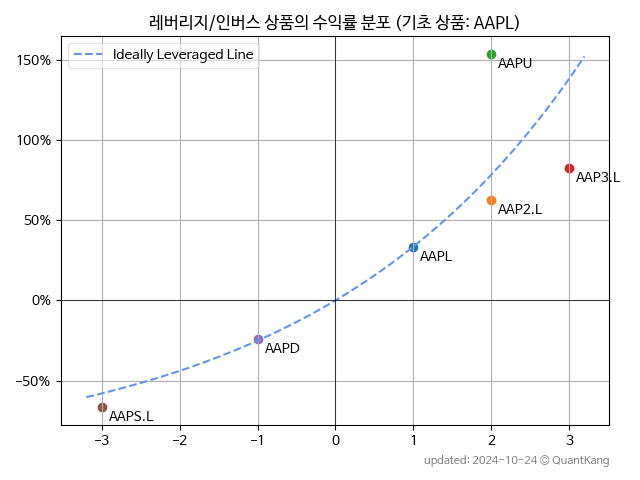 레버리지/인버스 상품의 수익률 분포 (기초 상품: AAPL)
Ideally Leveraged Line
150%
100%
50%
0%
−50%
AAPU
AAP3.L
AAP2.L
AAPL
AAPD
AAPS.L
−3 −2 −1 0 1 2 3
updated: 2024-10-24 © QuantKang